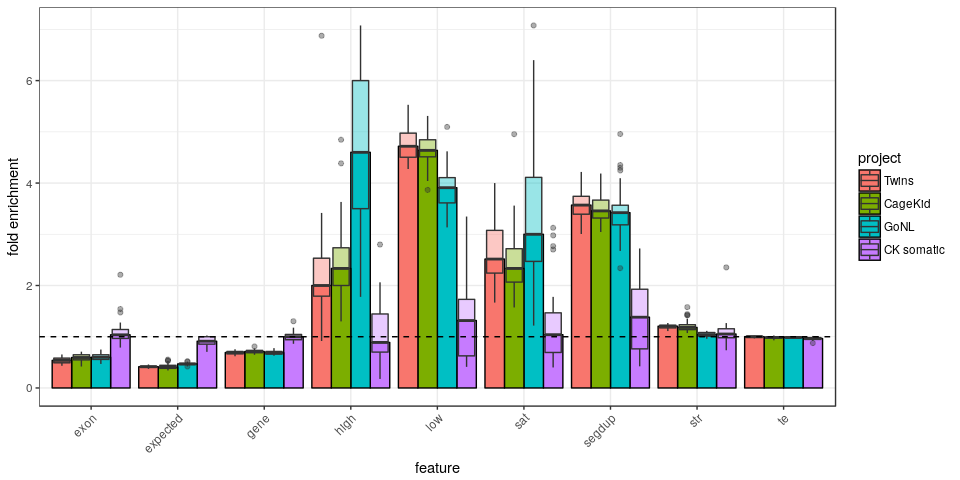 fold enrichment
6
4
2
0
exon
expected
gene
high
low
sat
segdup
str
te
feature
project
Twins
CageKid
GoNL
CK somatic